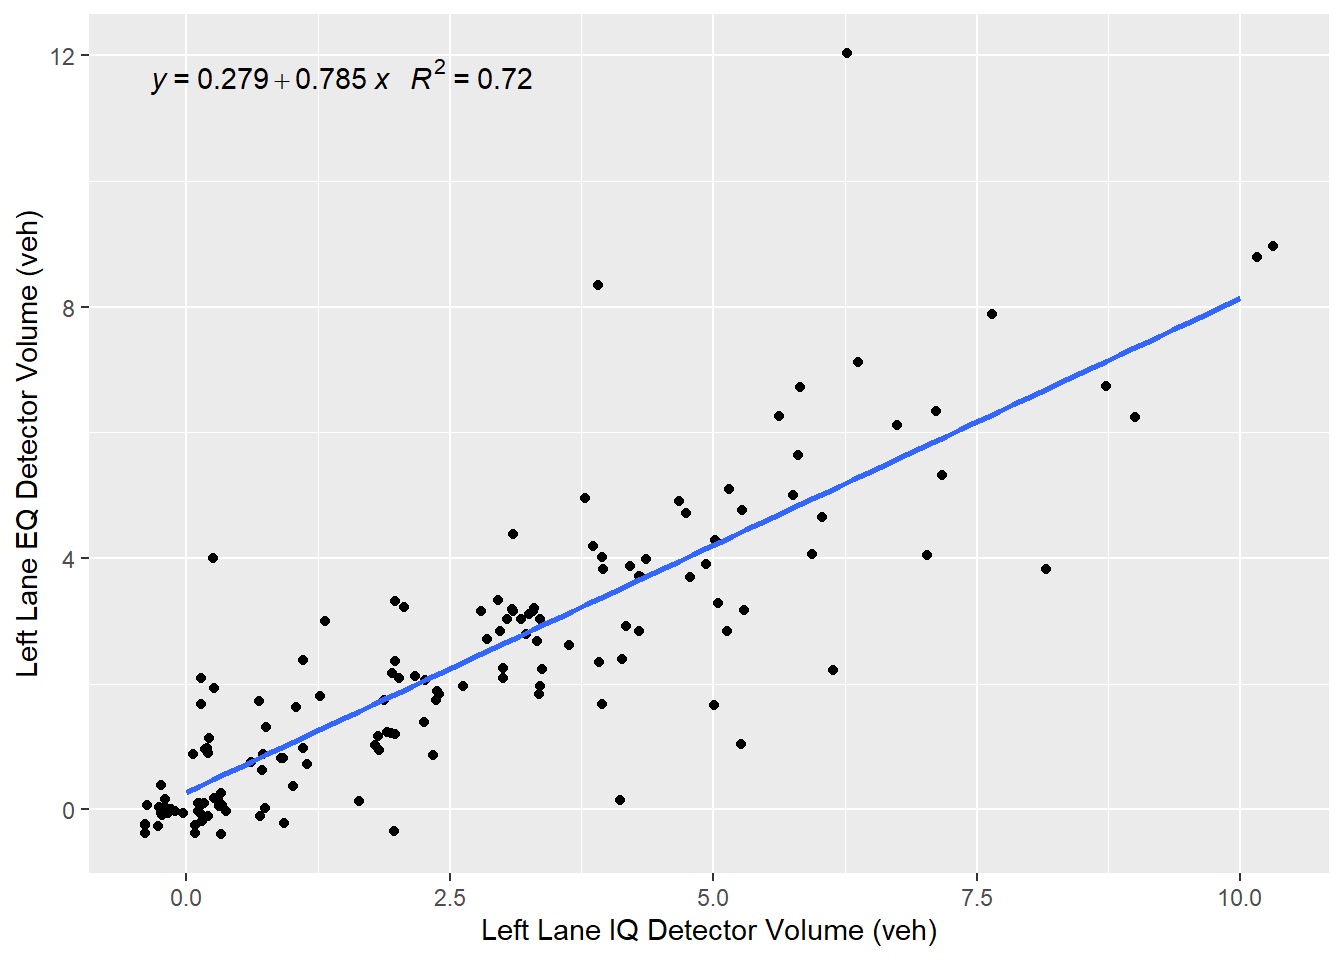 y = 0.279 + 0.785 x R² = 0.72
12
8
4
0
0.0 2.5 5.0 7.5 10.0
Left Lane IQ Detector Volume (veh)
Left Lane EQ Detector Volume (veh)